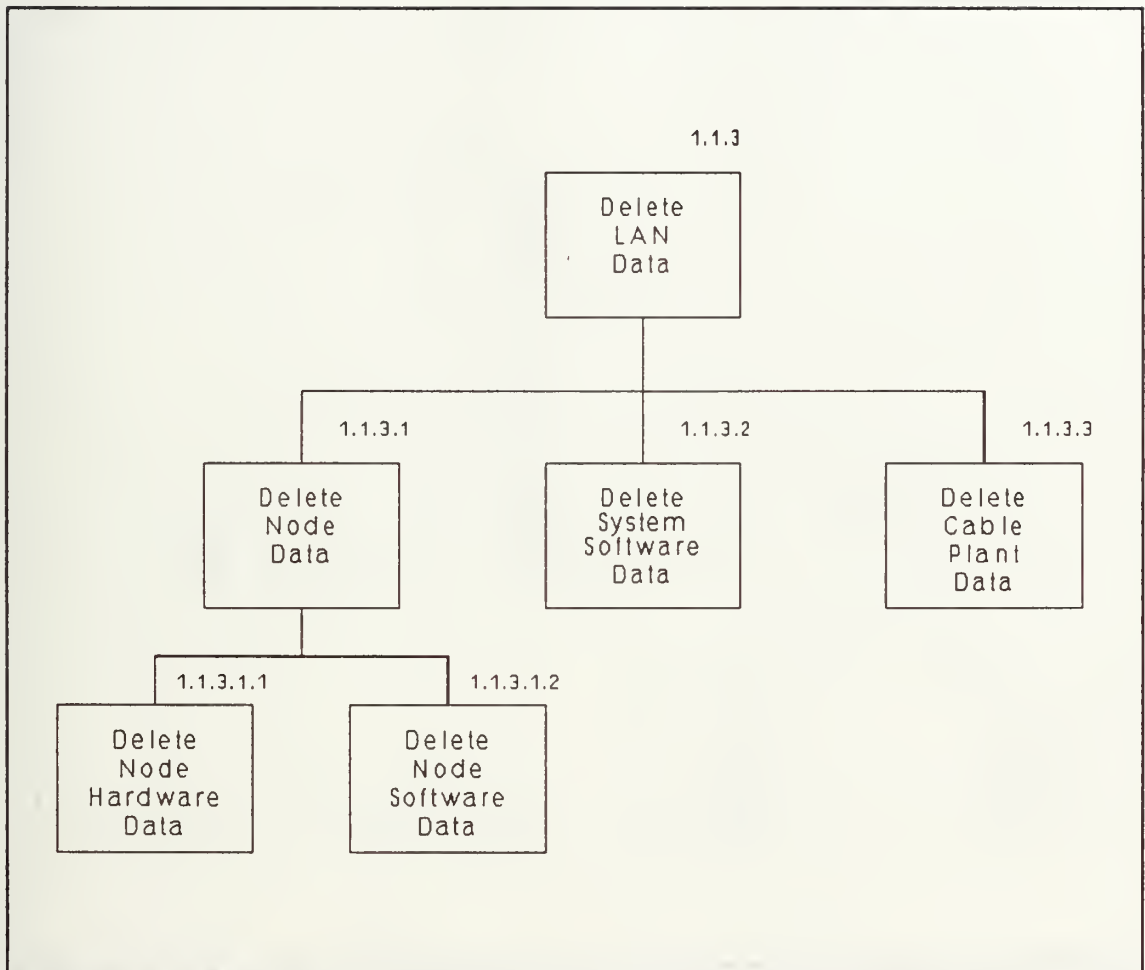 1.1.3
Delete
LAN
Data
1.1.3.1
Delete
Node
Data
1.1.3.2
Delete
System
Software
Data
1.1.3.3
Delete
Cable
Plant
Data
1.1.3.1.1
Delete
Node
Hardware
Data
1.1.3.1.2
Delete
Node
Software
Data